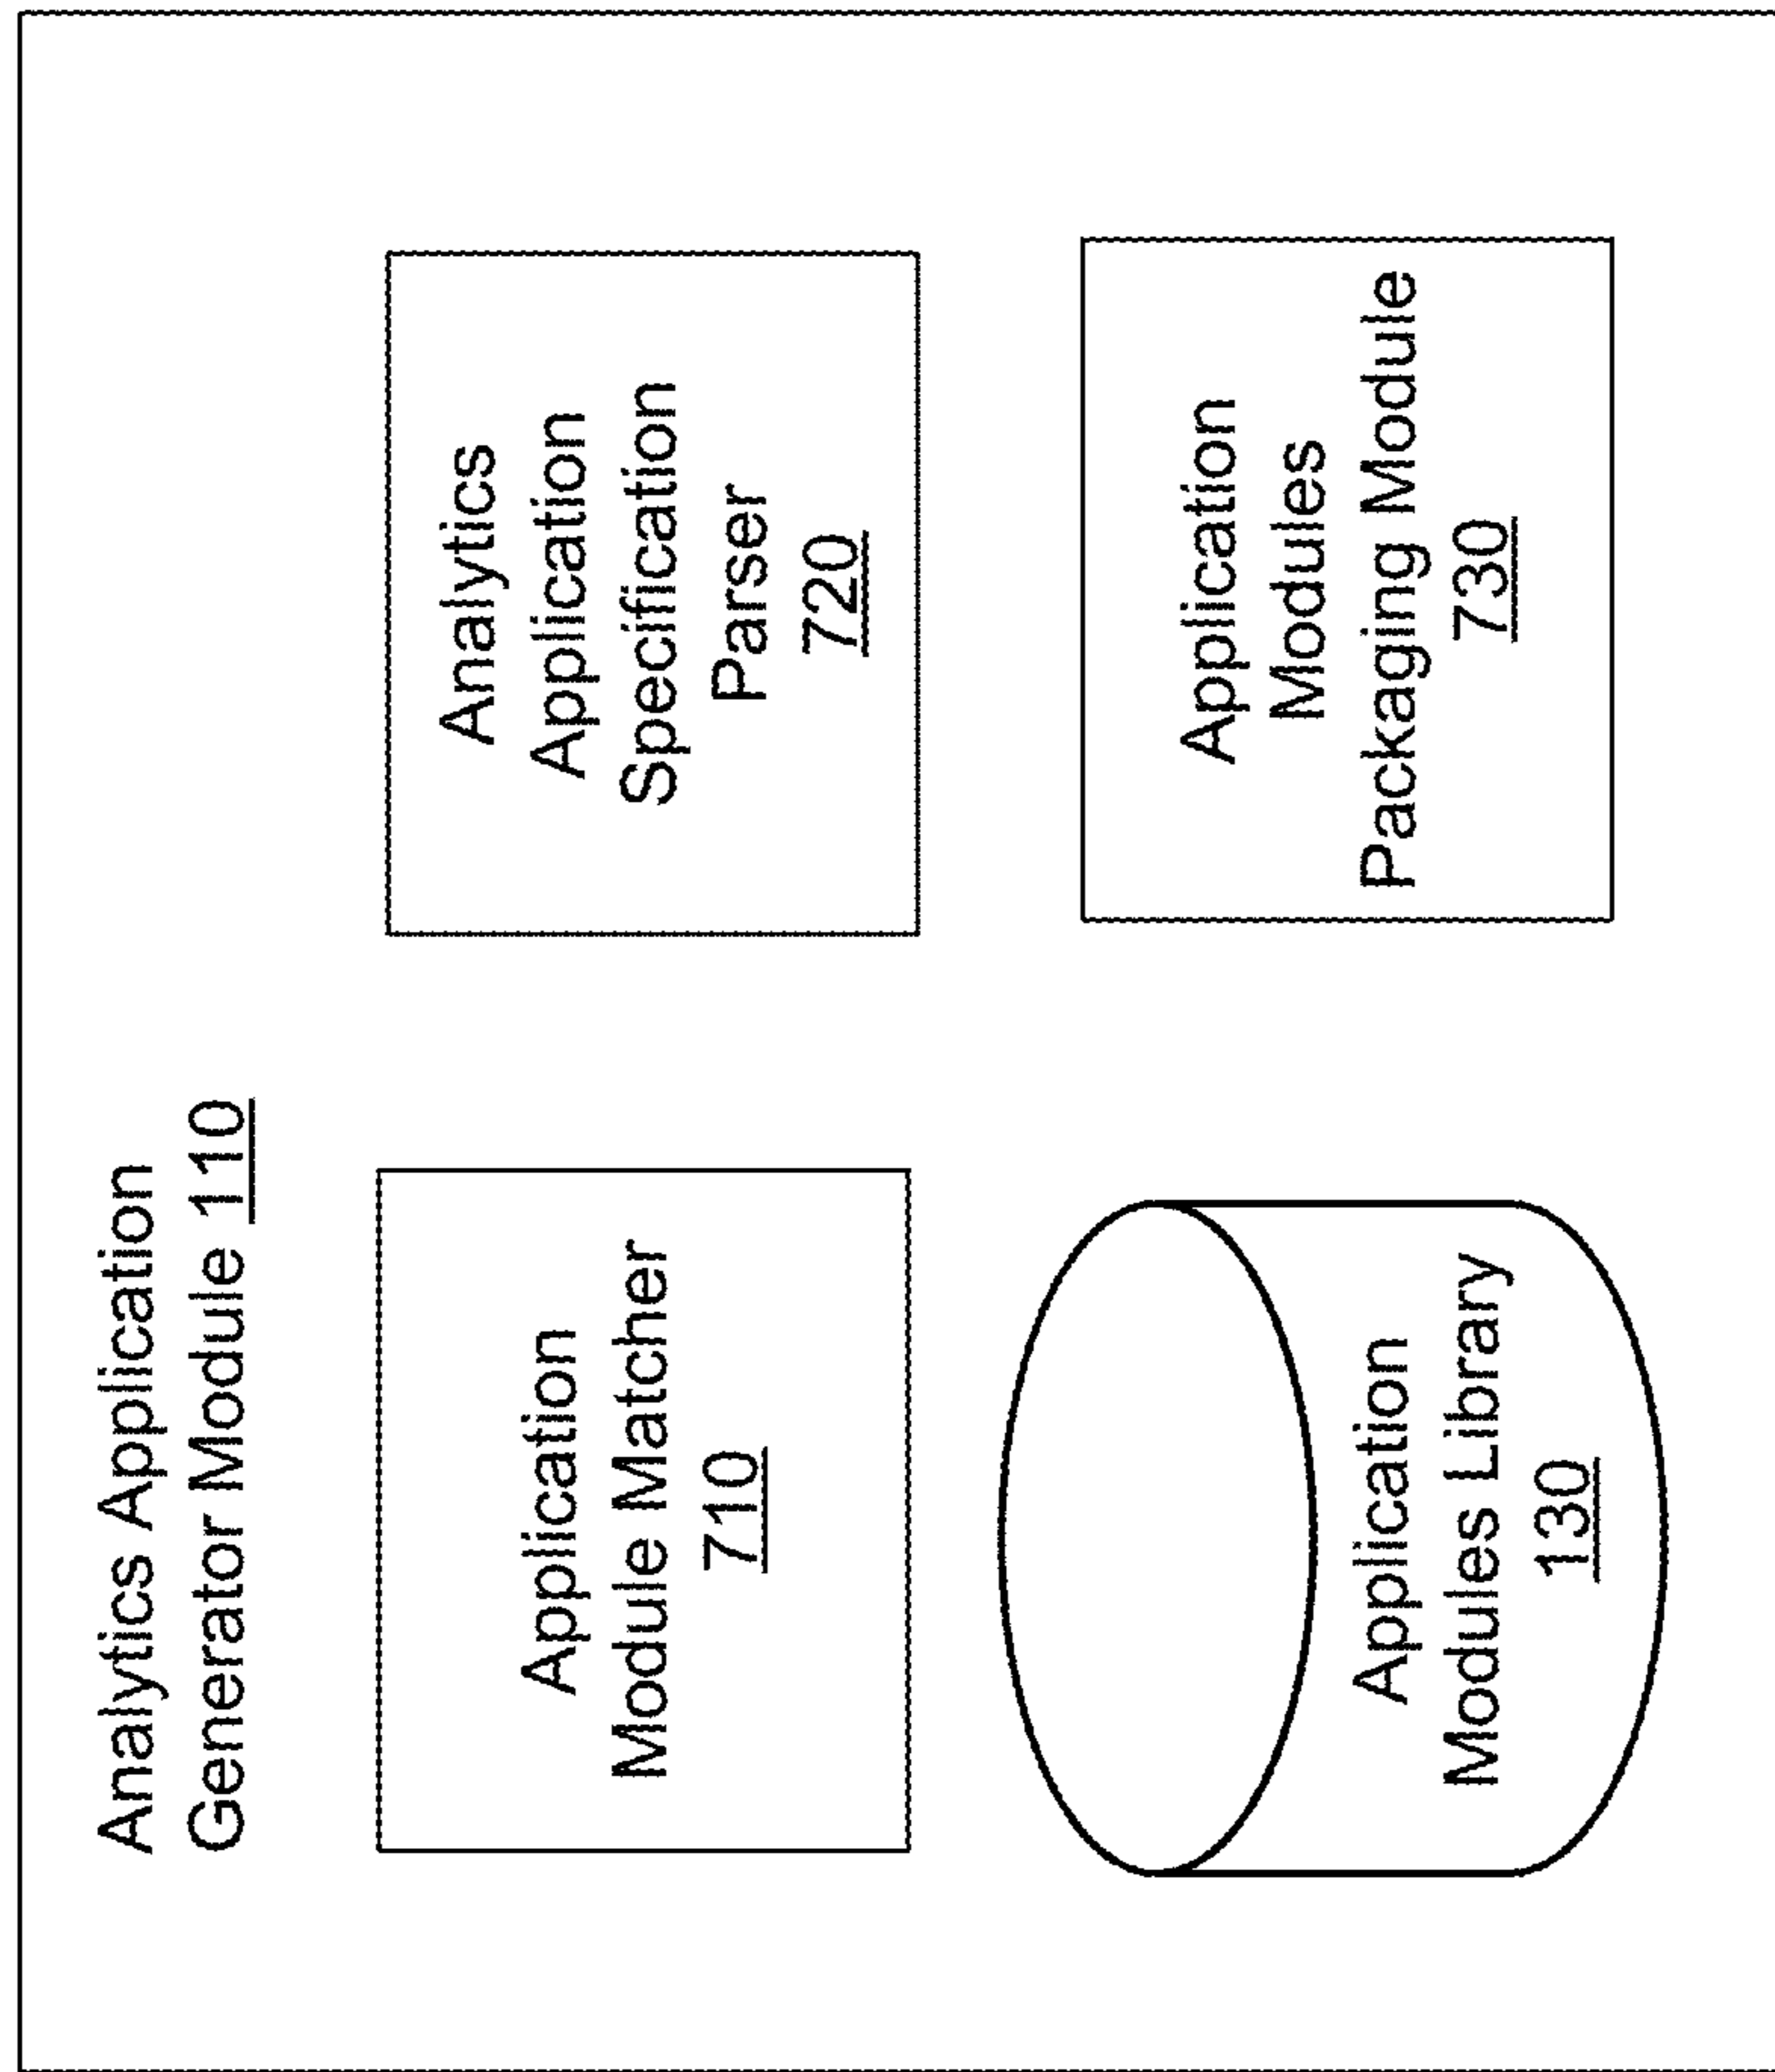 Analytics Application
Generator Module 110
Application
Module Matcher
710
Analytics
Application
Specification
Parser
720
Application
Modules Library
130
Application
Modules
Packaging Module
730